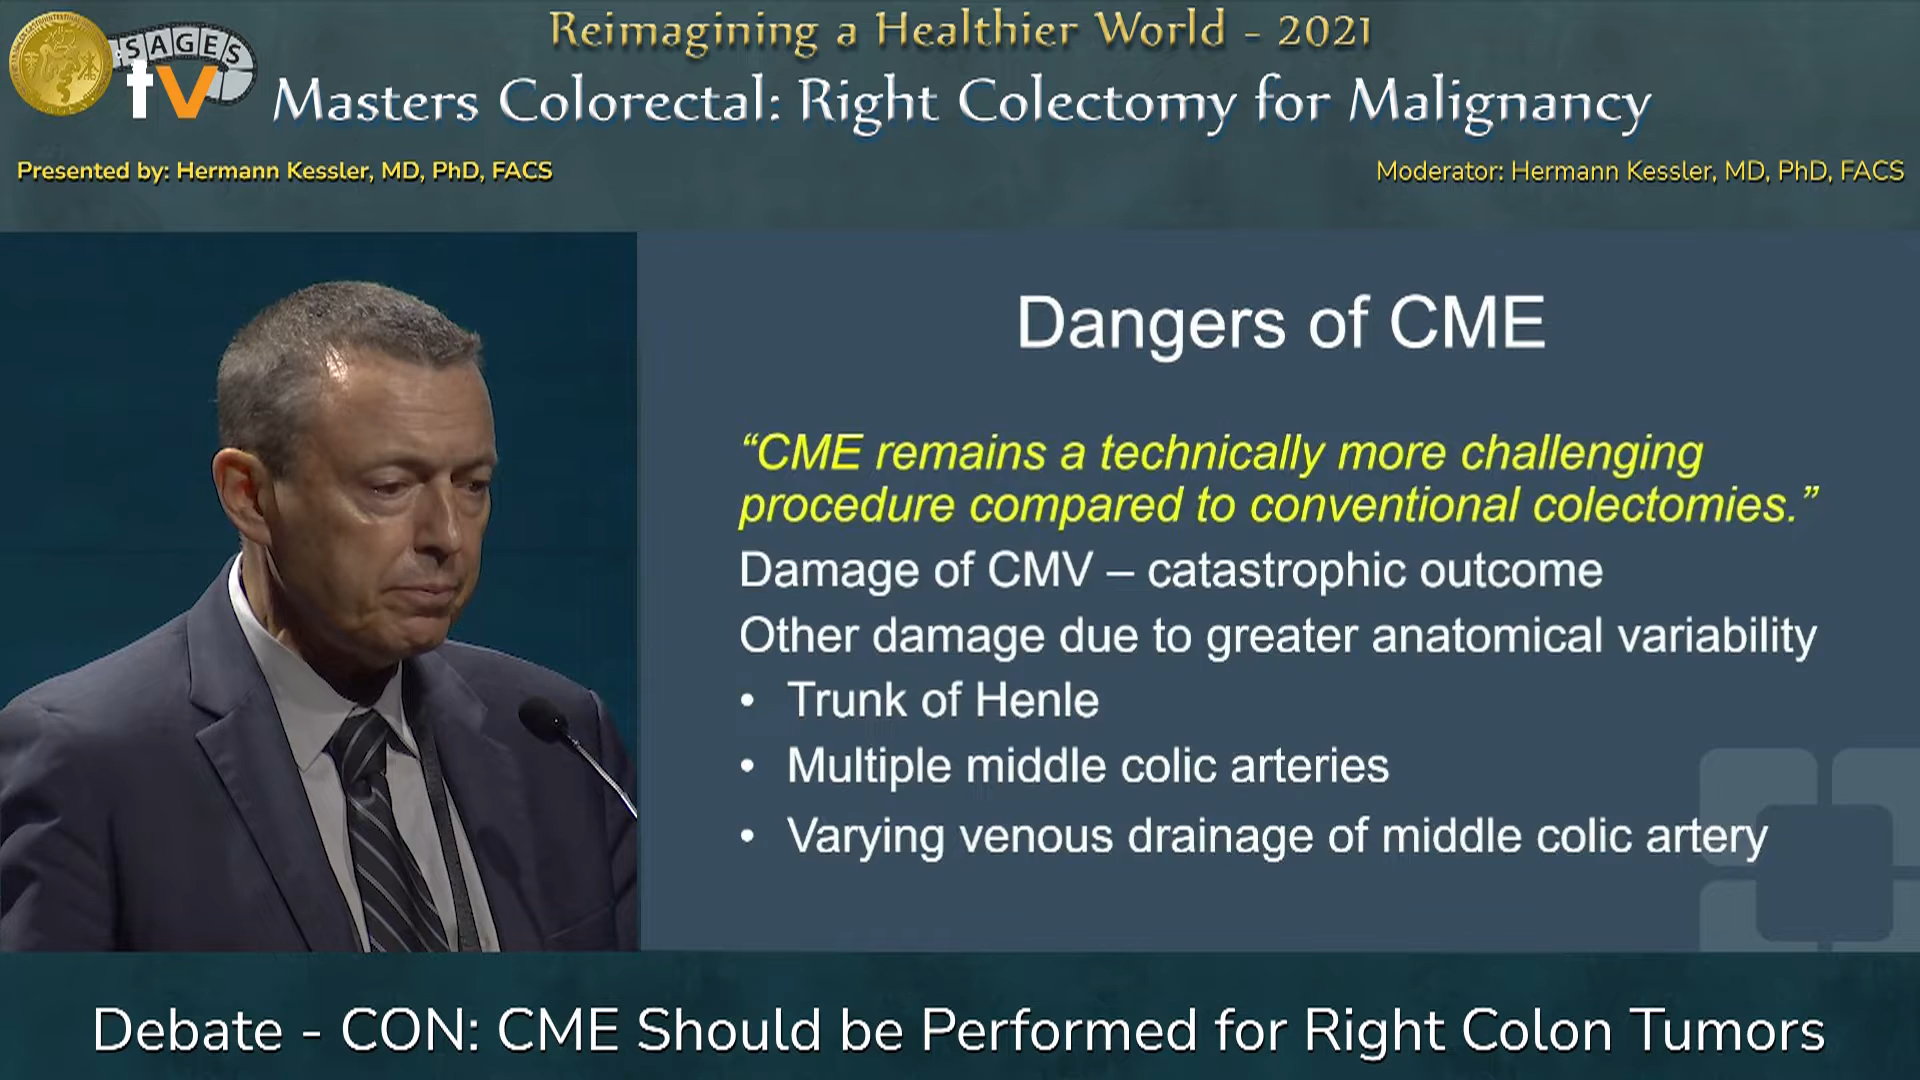 Reimagining a Healthier World - 2021
SAGES
tv
Masters Colorectal: Right Colectomy for Malignancy
Presented by: Hermann Kessler, MD, PhD, FACS
Moderator: Hermann Kessler, MD, PhD, FACS
Dangers of CME
“CME remains a technically more challenging
procedure compared to conventional colectomies.”
Damage of CMV – catastrophic outcome
Other damage due to greater anatomical variability
• Trunk of Henle
• Multiple middle colic arteries
• Varying venous drainage of middle colic artery
Debate - CON: CME Should be Performed for Right Colon Tumors